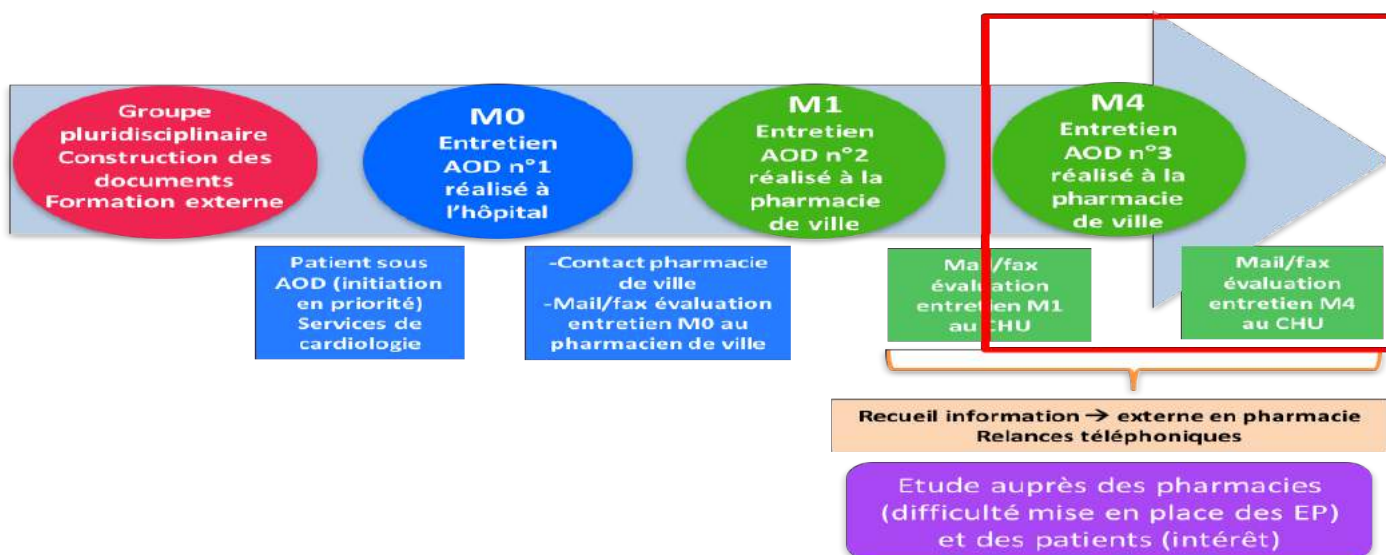 Groupe
pluridisciplinaire
Construction des
documents
Formation externe
M0
Entretien
AOD n°1
réalisé à
l'hôpital
M1
Entretien
AOD n°2
réalisé à la
pharmacie
de ville
M4
Entretien
AOD n°3
réalisé à la
pharmacie
de ville
Patient sous
AOD (initiation
en priorité)
Services de
cardiologie
-Contact pharmacie
de ville
-Mail/fax évaluation
entretien M0 au
pharmacien de ville
Mail/fax
évaluation
entretien M1
au CHU
Mail/fax
évaluation
entretien M4
au CHU
Recueil information → externe en pharmacie
Relances téléphoniques
Etude auprès des pharmacies
(difficulté mise en place des EP)
et des patients (intérêt)